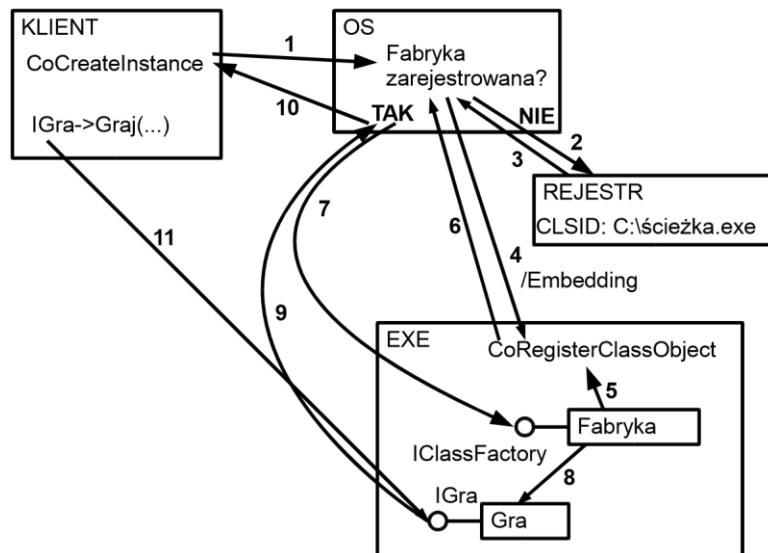 KLIENT
CoCreateInstance
IGra->Graj(...)
1
10
OS
Fabryka
zarejestrowana?
TAK
NIE
2
3
REJESTR
CLSID: C:\ścieżka.exe
7
6
4
/Embedding
11
9
EXE
CoRegisterClassObject
5
Fabryka
IClassFactory
8
IGra
Gra